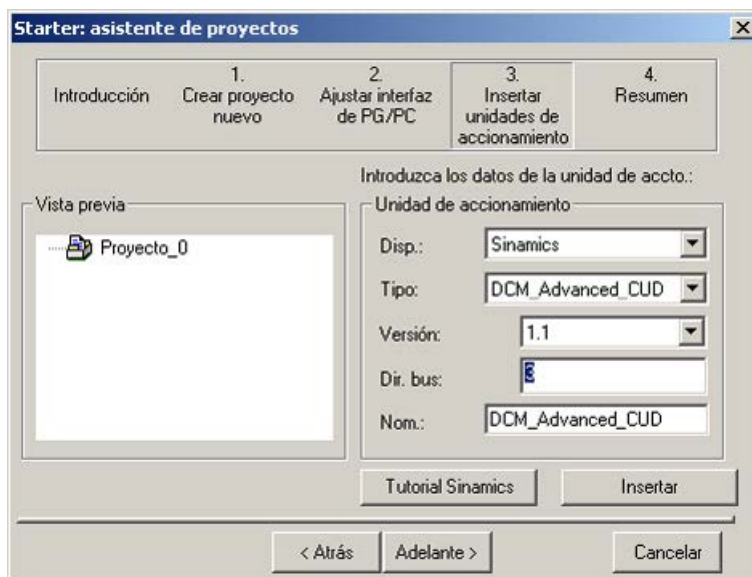 Starter: asistente de proyectos
Introducción
1.
Crear proyecto
nuevo
2.
Ajustar interfaz
de PG/PC
3.
Insertar
unidades de
accionamiento
4.
Resumen
Introduzca los datos de la unidad de accto.:
Vista previa
Proyecto_0
Unidad de accionamiento
Disp.: Sinamics
Tipo: DCM_Advanced_CUD
Versión: 1.1
Dir. bus: 3
Nom.: DCM_Advanced_CUD
Tutorial Sinamics Insertar
< Atrás Adelante > Cancelar